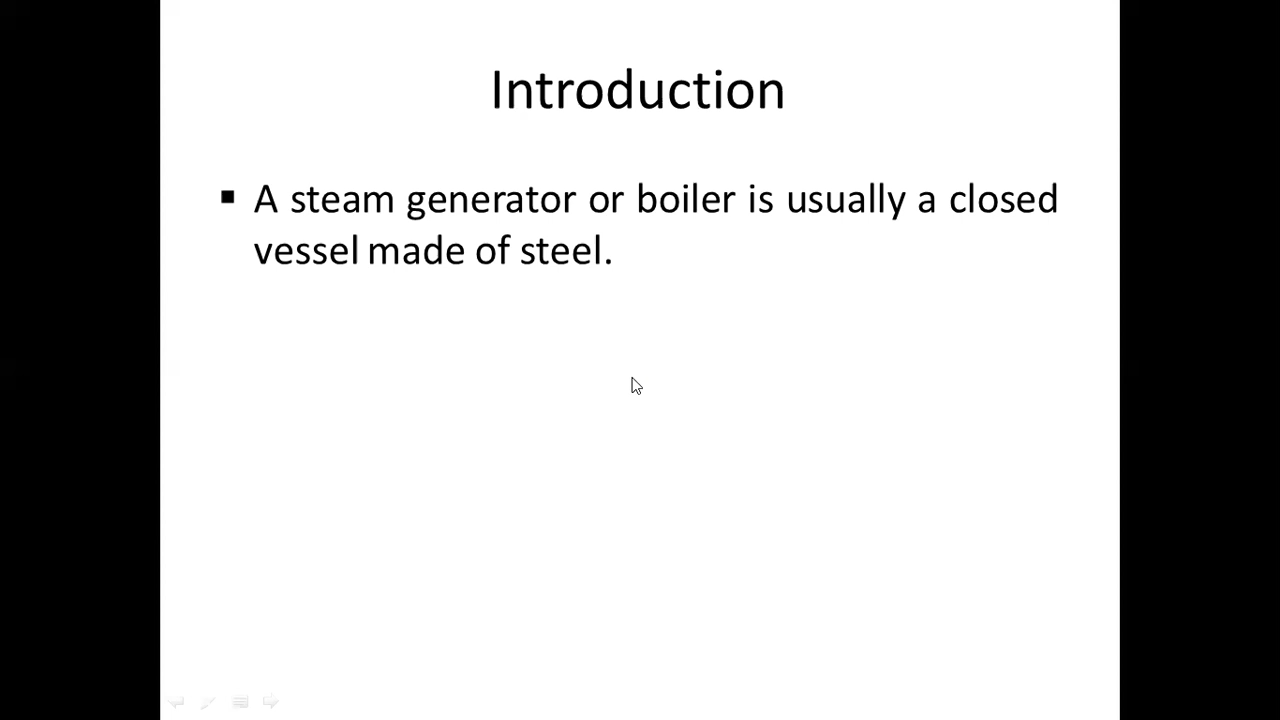 Introduction
▪ A steam generator or boiler is usually a closed
vessel made of steel.